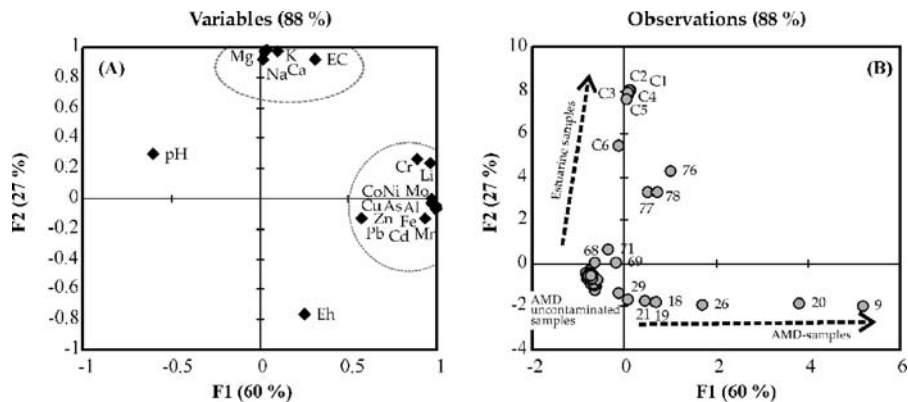 Variables (88 %)
(A)
Mg
K
EC
Na
Ca
pH
Cr
Li
Co Ni Mo
Cu As Al
Zn Fe
Pb Cd Mn
Eh
F2 (27 %)
1
0.8
0.6
0.4
0.2
0
-0.2
-0.4
-0.6
-0.8
-1
-1
-0.5
0
0.5
1
F1 (60 %)
Observations (88 %)
(B)
C2
C1
C3
C4
C5
C6
76
77
78
Estuarine samples
68
71
69
29
18
26
20
9
21
19
AMD
uncontaminated
samples
AMD-samples
F2 (27 %)
10
8
6
4
2
0
-2
-4
-2
0
2
4
6
F1 (60 %)